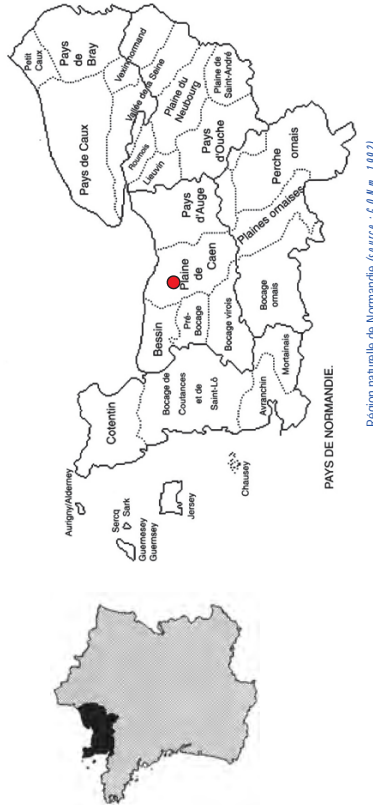 Aurigny/Alderney
Sercq
Sark
Guernesey
Guernsey
Jersey
Chausey
Cotentin
Bocage de
Coutances
et de
Saint-Lô
Avranchin
Mortainais
Bessin
Pré-
Bocage
Bocage virois
Bocage
ornais
Plaine
de
Caen
Pays
d'Auge
Plaines ornaises
Perche
ornais
Lieuvin
Roumois
Pays
d'Ouche
Plaine du
Neubourg
Plaine de
Saint-André
Vallée de la Seine
Vexin normand
Pays de Caux
Petit
Caux
Pays
de
Bray
PAYS DE NORMANDIE.
Région naturelle de Normandie